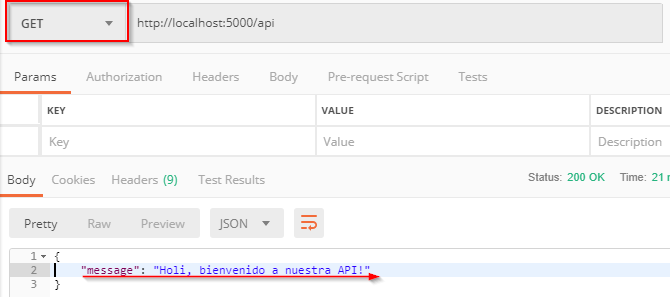 GET http://localhost:5000/api
Params Authorization Headers Body Pre-request Script Tests
KEY VALUE DESCRIPTION
Key Value Description
Body Cookies Headers (9) Test Results Status: 200 OK Time: 21
Pretty Raw Preview JSON
1 {
2 "message": "Holi, bienvenido a nuestra API!"
3 }